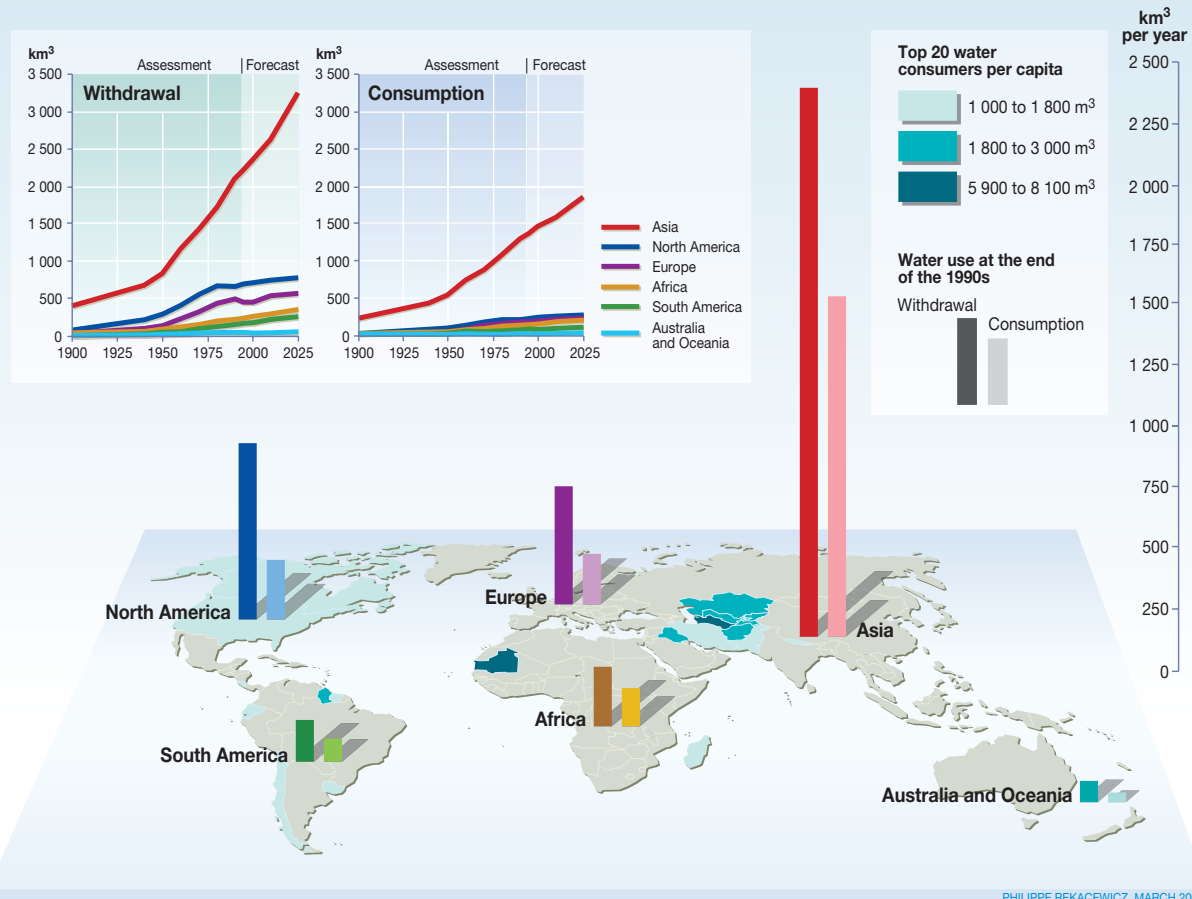 km³
Assessment
Forecast
3 500
3 000
2 500
2 000
1 500
1 000
500
0
Withdrawal
1900
1925
1950
1975
2000
2025
km³
Assessment
Forecast
3 500
3 000
2 500
2 000
1 500
1 000
500
0
Consumption
1900
1925
1950
1975
2000
2025
Asia
North America
Europe
Africa
South America
Australia
and Oceania
Top 20 water
consumers per capita
1 000 to 1 800 m³
1 800 to 3 000 m³
5 900 to 8 100 m³
Water use at the end
of the 1990s
Withdrawal
Consumption
km³
per year
2 500
2 250
2 000
1 750
1 500
1 250
1 000
750
500
250
0
North America
Europe
Asia
Africa
South America
Australia and Oceania
PHILIPPE REKACEWICZ, MARCH 20